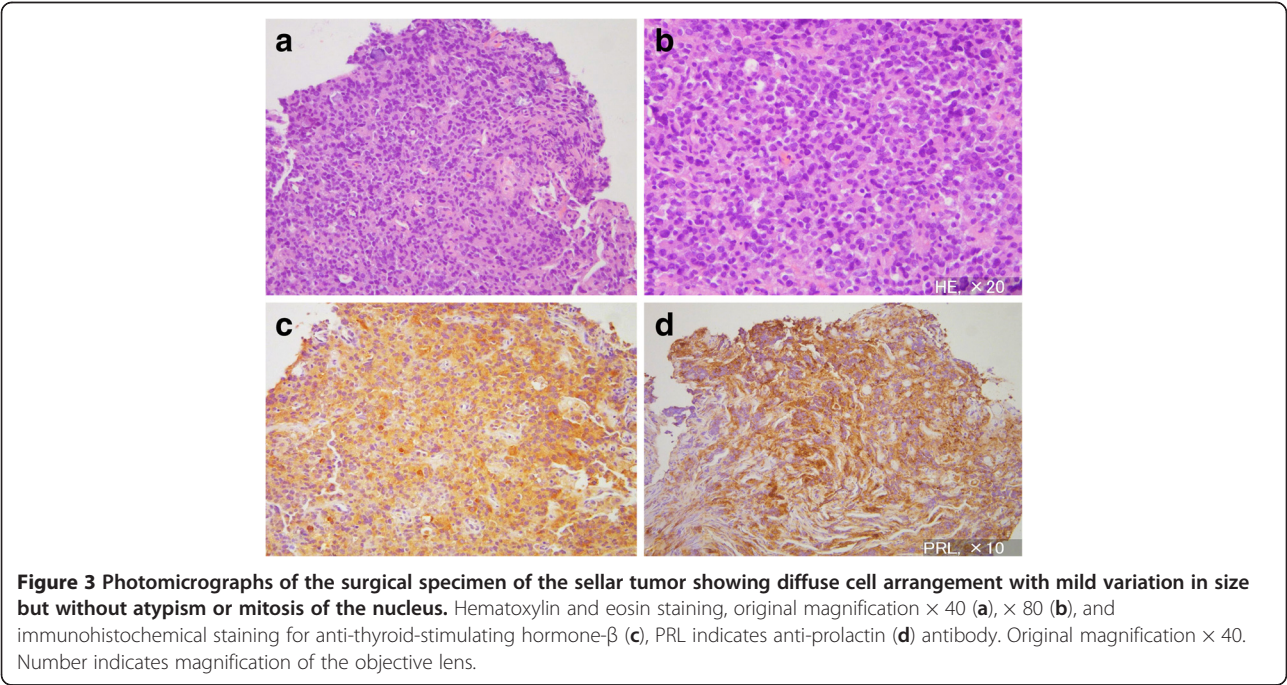 a
b
HE, ×20
c
d
PRL, ×10
Figure 3 Photomicrographs of the surgical specimen of the sellar tumor showing diffuse cell arrangement with mild variation in size
but without atypism or mitosis of the nucleus. Hematoxylin and eosin staining, original magnification × 40 (a), × 80 (b), and
immunohistochemical staining for anti-thyroid-stimulating hormone-β (c), PRL indicates anti-prolactin (d) antibody. Original magnification × 40.
Number indicates magnification of the objective lens.